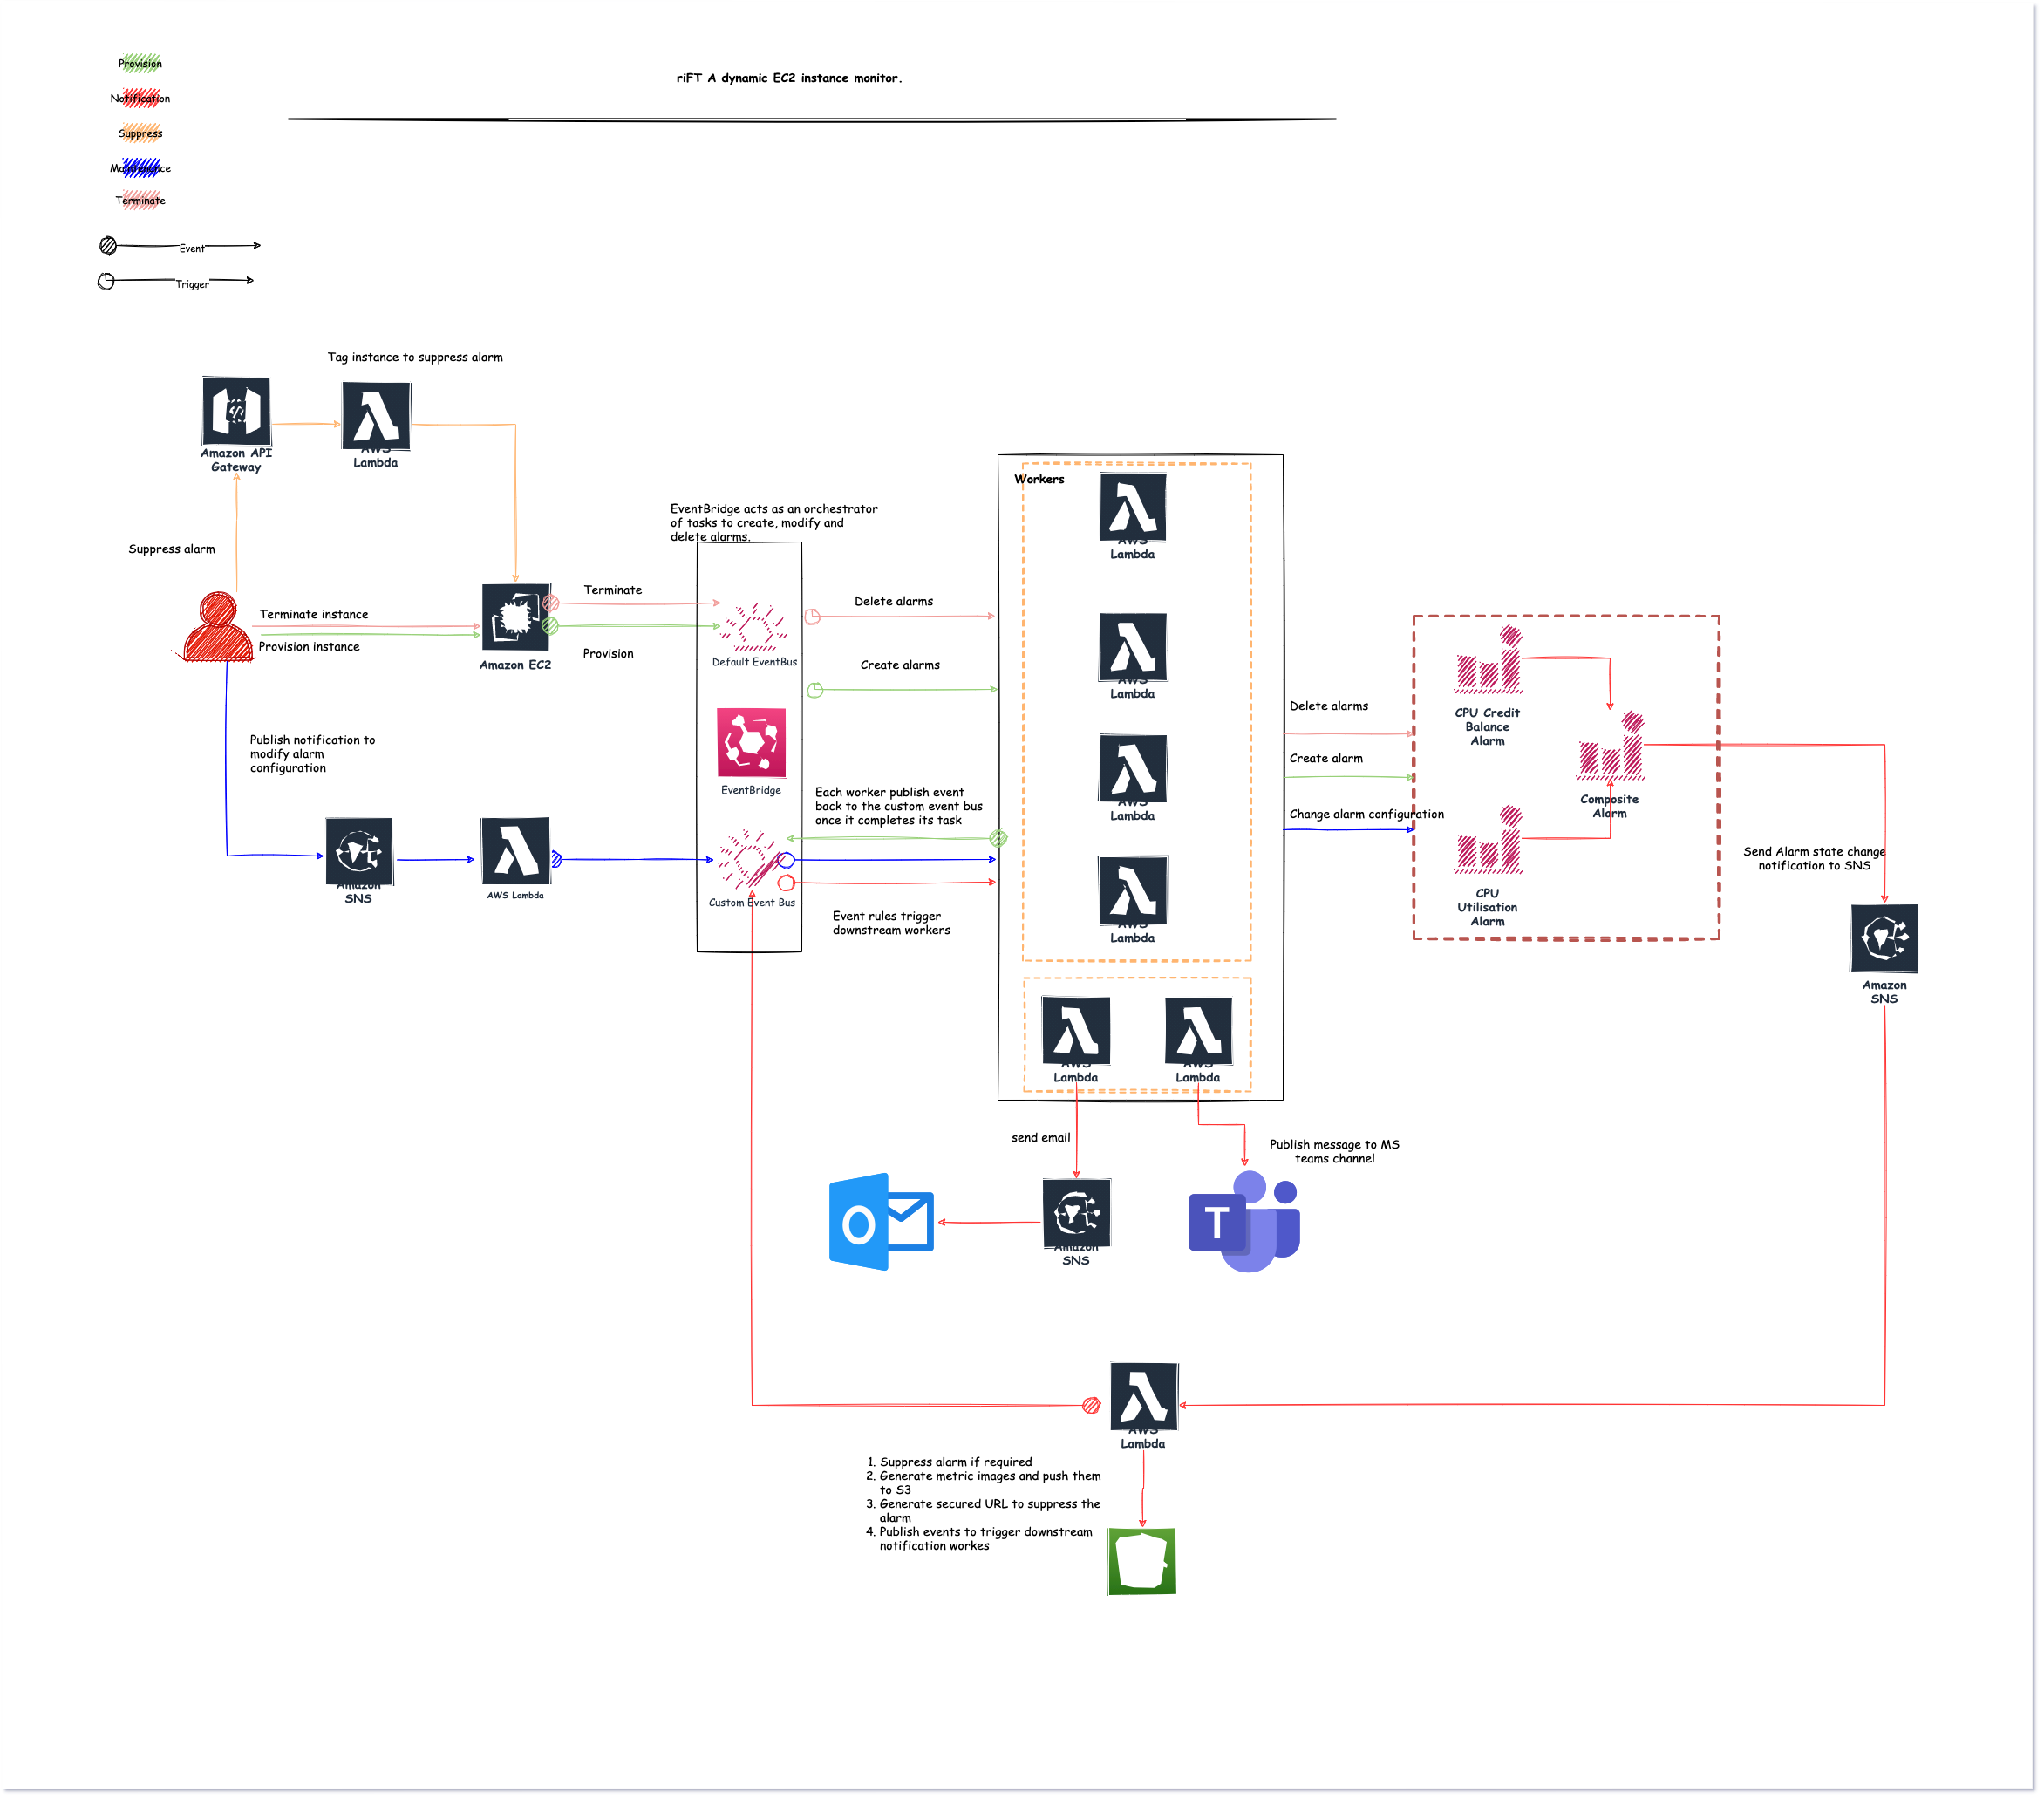 Provision
Notification
Suppress
Maintenance
Terminate
Event
Trigger
riFT A dynamic EC2 instance monitor.
Tag instance to suppress alarm
Amazon API
Gateway
AWS
Lambda
Suppress alarm
Terminate instance
Provision instance
Amazon EC2
Terminate
Provision
Publish notification to
modify alarm
configuration
Amazon
SNS
AWS Lambda
EventBridge acts as an orchestrator
of tasks to create, modify and
delete alarms.
Default EventBus
EventBridge
Custom Event Bus
Delete alarms
Create alarms
Each worker publish event
back to the custom event bus
once it completes its task
Event rules trigger
downstream workers
Workers
AWS
Lambda
AWS
Lambda
AWS
Lambda
AWS
Lambda
AWS
Lambda
AWS
Lambda
Delete alarms
Create alarm
Change alarm configuration
CPU Credit
Balance
Alarm
Composite
Alarm
CPU
Utilisation
Alarm
Send Alarm state change
notification to SNS
Amazon
SNS
send email
Publish message to MS
teams channel
O
T
Amazon
SNS
AWS
Lambda
1. Suppress alarm if required
2. Generate metric images and push them
to S3
3. Generate secured URL to suppress the
alarm
4. Publish events to trigger downstream
notification workes